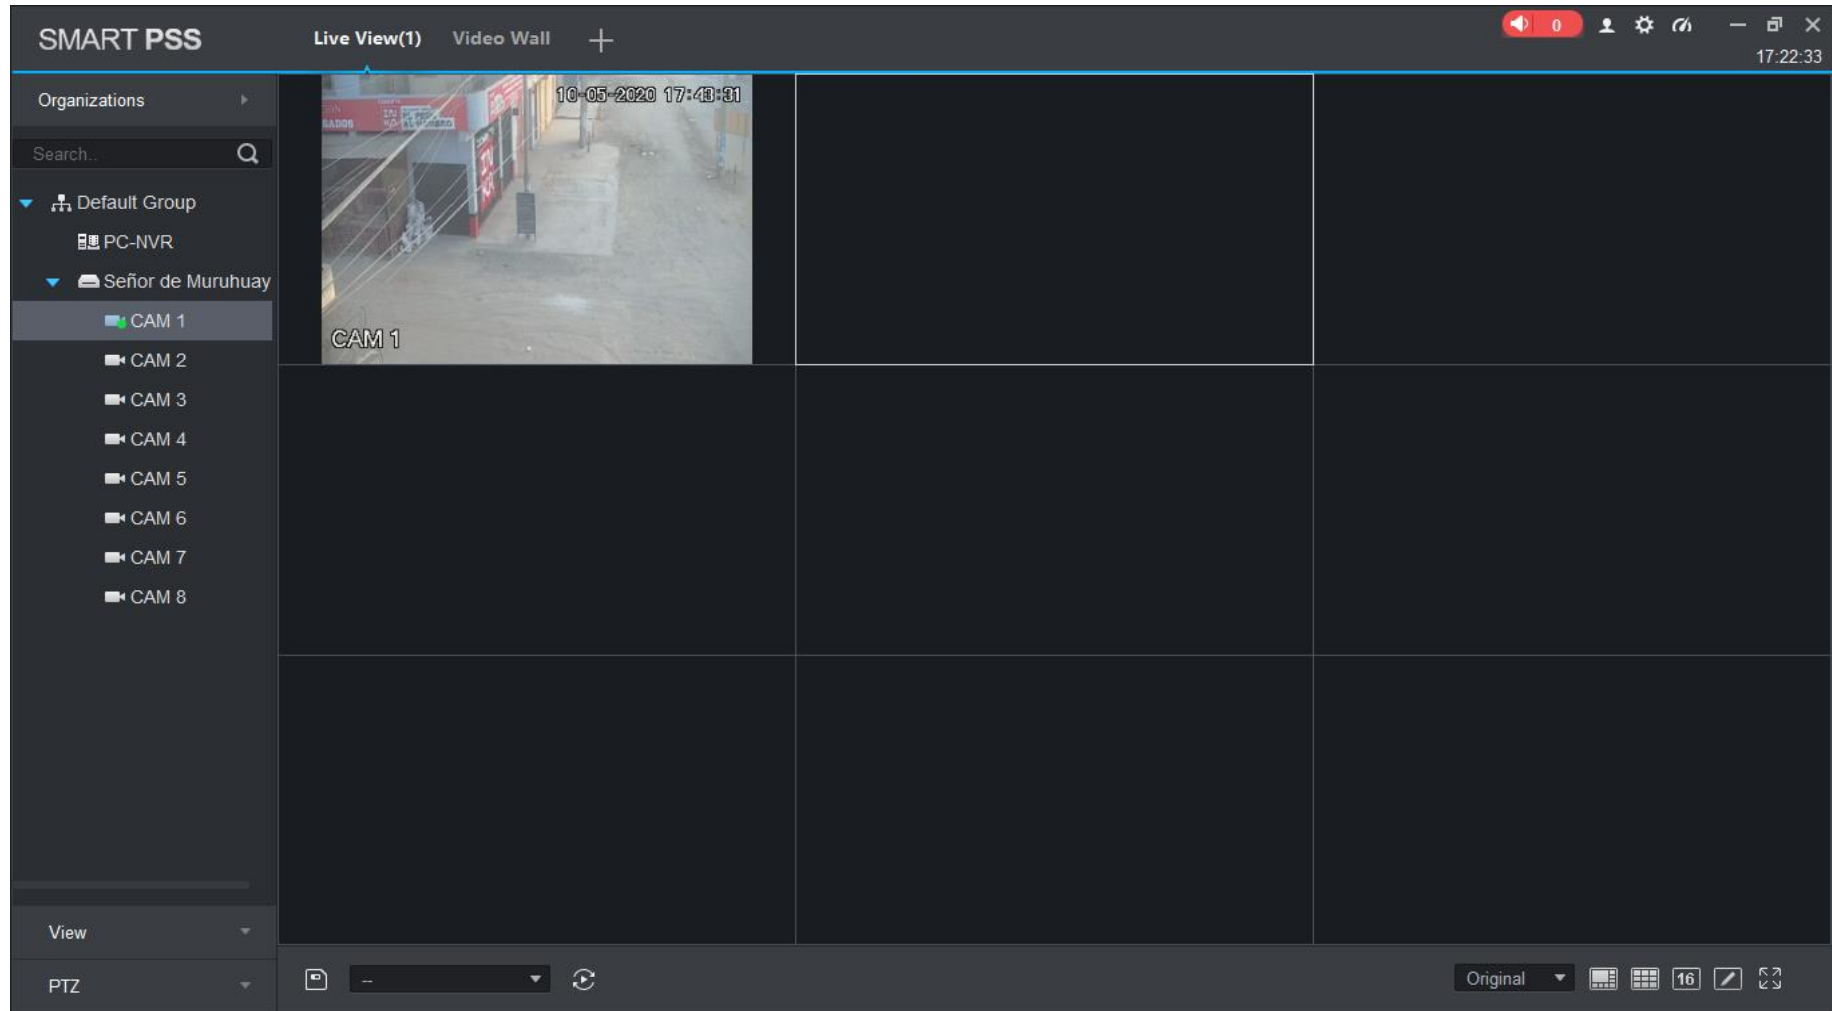 SMART PSS
Live View(1)
Video Wall
0
17:22:33
Organizations
Search..
Default Group
PC-NVR
Señor de Muruhuay
CAM 1
CAM 2
CAM 3
CAM 4
CAM 5
CAM 6
CAM 7
CAM 8
View
PTZ
10-05-2020 17:43:31
SADOS
CAM 1
--
Original
16